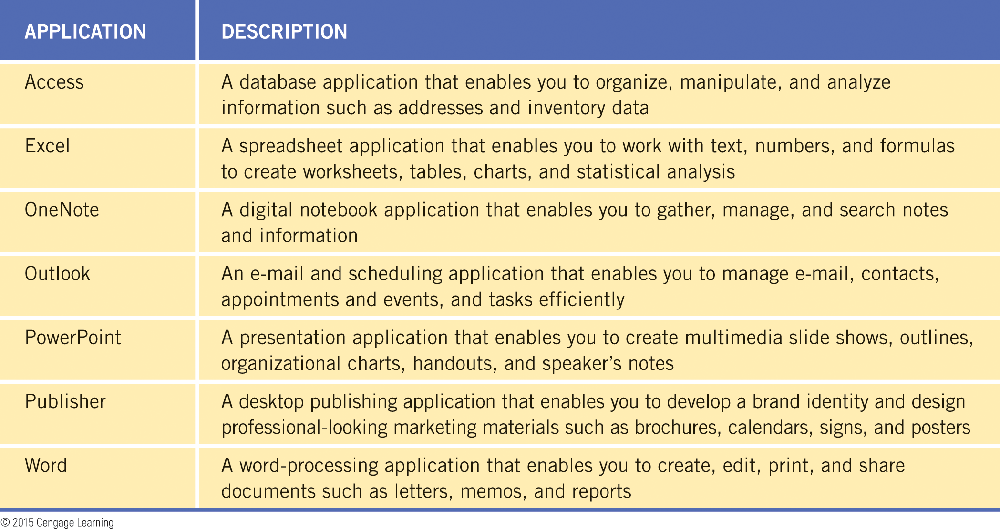 APPLICATION DESCRIPTION
Access A database application that enables you to organize, manipulate, and analyze
information such as addresses and inventory data
Excel A spreadsheet application that enables you to work with text, numbers, and formulas
to create worksheets, tables, charts, and statistical analysis
OneNote A digital notebook application that enables you to gather, manage, and search notes
and information
Outlook An e-mail and scheduling application that enables you to manage e-mail, contacts,
appointments and events, and tasks efficiently
PowerPoint A presentation application that enables you to create multimedia slide shows, outlines,
organizational charts, handouts, and speaker’s notes
Publisher A desktop publishing application that enables you to develop a brand identity and design
professional-looking marketing materials such as brochures, calendars, signs, and posters
Word A word-processing application that enables you to create, edit, print, and share
documents such as letters, memos, and reports
© 2015 Cengage Learning